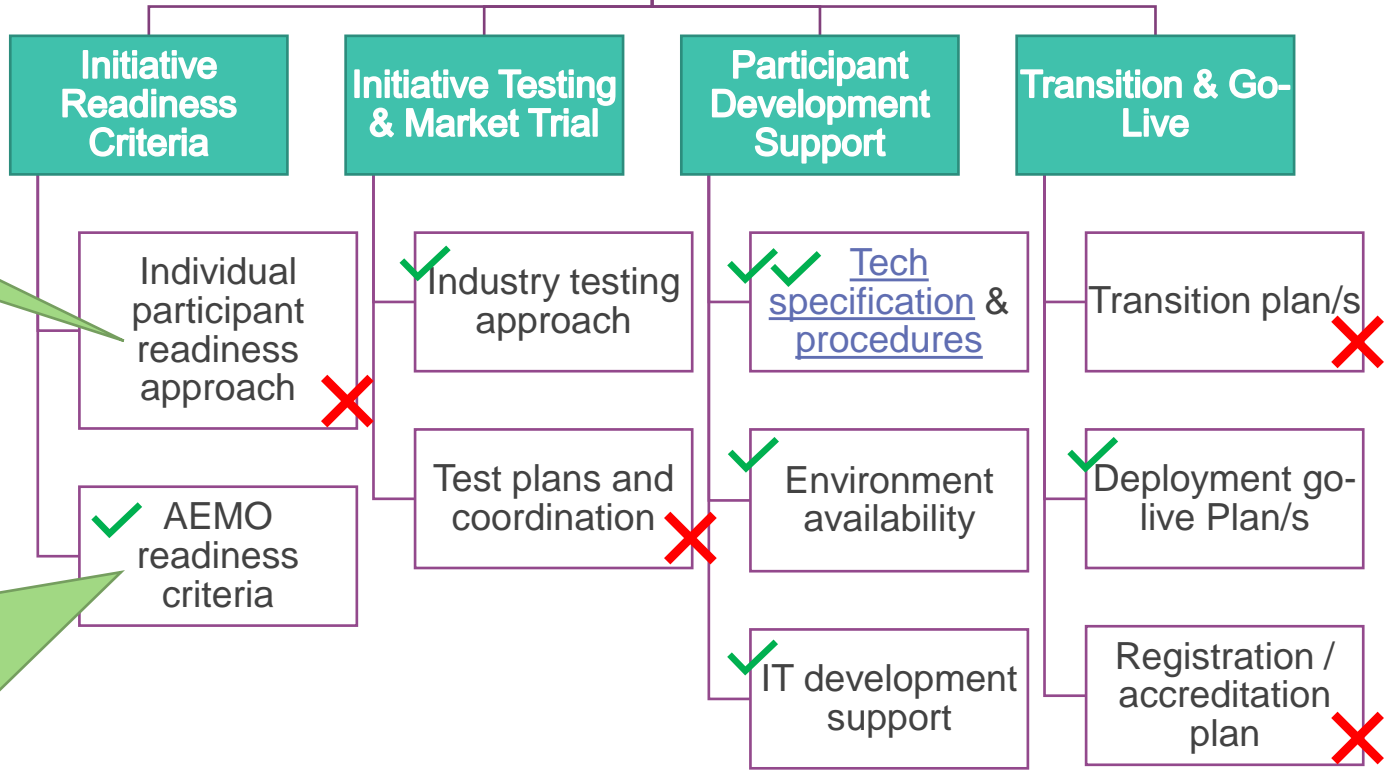 Initiative
Readiness
Criteria
Initiative Testing
& Market Trial
Participant
Development
Support
Transition & Go-
Live
Individual
participant
readiness
approach
AEMO
readiness
criteria
Industry testing
approach
Test plans and
coordination
Tech
specification &
procedures
Environment
availability
IT development
support
Transition plan/s
Deployment go-
live Plan/s
Registration /
accreditation
plan